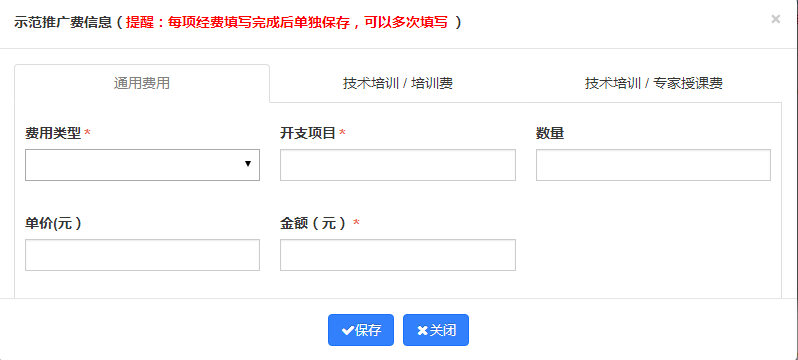 示范推广费信息（提醒：每项经费填写完成后单独保存，可以多次填写 ）
×
通用费用
技术培训 / 培训费
技术培训 / 专家授课费
费用类型 *
开支项目 *
数量
单价(元 )
金额（元 ） *
保存
关闭